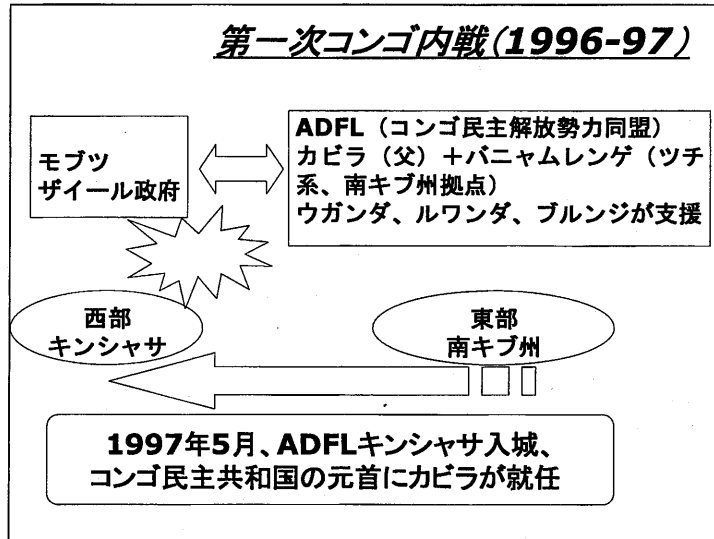 第一次コンゴ内戦（1996-97）
モブツ
ザイール政府
ADFL（コンゴ民主解放勢力同盟）
カビラ（父）＋バニャムレンゲ（ツチ
系、南キブ州拠点）
ウガンダ、ルワンダ、ブルンジが支援
西部
キンシャサ
東部
南キブ州
1997年5月、ADFLキンシャサ入城、
コンゴ民主共和国の元首にカビラが就任